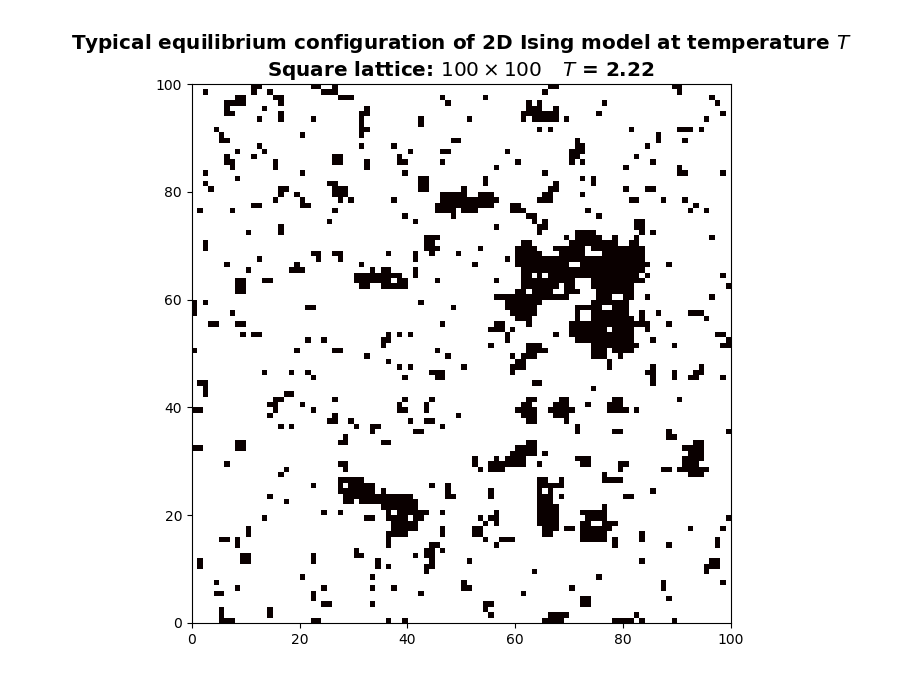 Typical equilibrium configuration of 2D Ising model at temperature T
Square lattice: 100 × 100 T = 2.22
100
80
60
40
20
0
0 20 40 60 80 100